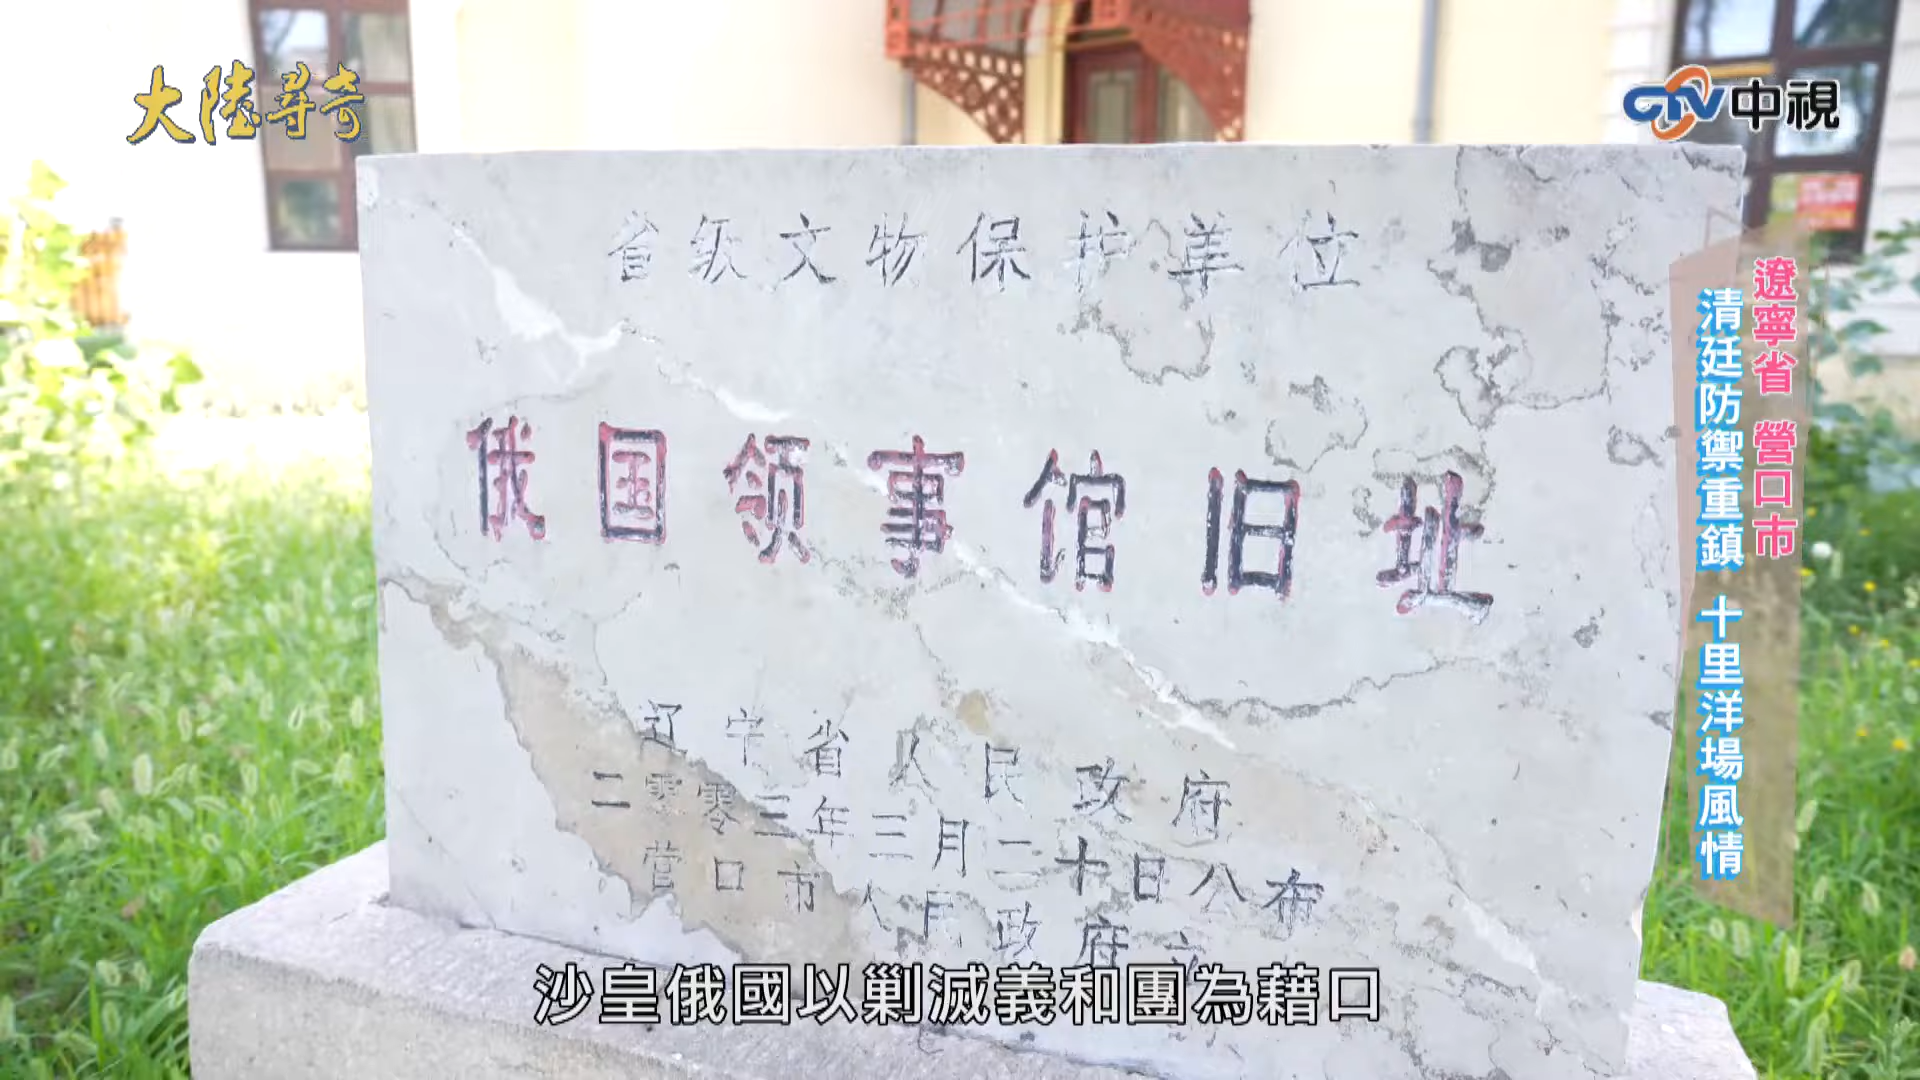 大陸尋奇
CTV中視
省级文物保护单位
俄国领事馆旧址
辽宁省人民政府
二零零三年三月二十日公布
营口市人民政府立
遼寧省 營口市
清廷防禦重鎮 十里洋場風情
沙皇俄國以剿滅義和團為藉口